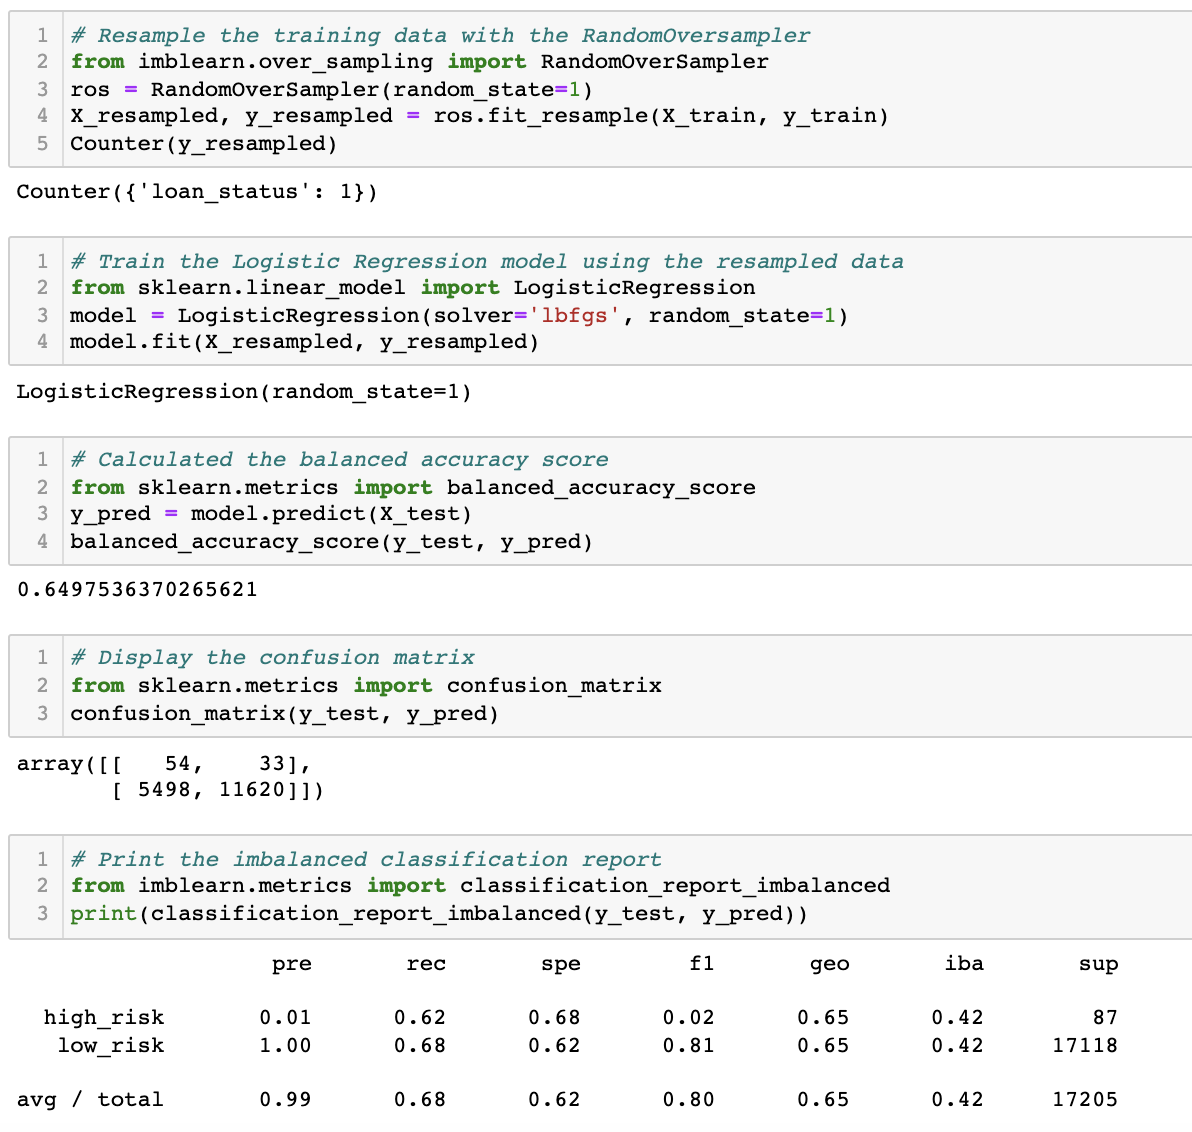 1 # Resample the training data with the RandomOversampler
2 from imblearn.over_sampling import RandomOverSampler
3 ros = RandomOverSampler(random_state=1)
4 X_resampled, y_resampled = ros.fit_resample(X_train, y_train)
5 Counter(y_resampled)
Counter({'loan_status': 1})
1 # Train the Logistic Regression model using the resampled data
2 from sklearn.linear_model import LogisticRegression
3 model = LogisticRegression(solver='lbfgs', random_state=1)
4 model.fit(X_resampled, y_resampled)
LogisticRegression(random_state=1)
1 # Calculated the balanced accuracy score
2 from sklearn.metrics import balanced_accuracy_score
3 y_pred = model.predict(X_test)
4 balanced_accuracy_score(y_test, y_pred)
0.6497536370265621
1 # Display the confusion matrix
2 from sklearn.metrics import confusion_matrix
3 confusion_matrix(y_test, y_pred)
array([[   54,    33],
       [ 5498, 11620]])
1 # Print the imbalanced classification report
2 from imblearn.metrics import classification_report_imbalanced
3 print(classification_report_imbalanced(y_test, y_pred))
pre rec spe f1 geo iba sup
high_risk 0.01 0.62 0.68 0.02 0.65 0.42 87
low_risk 1.00 0.68 0.62 0.81 0.65 0.42 17118
avg / total 0.99 0.68 0.62 0.80 0.65 0.42 17205